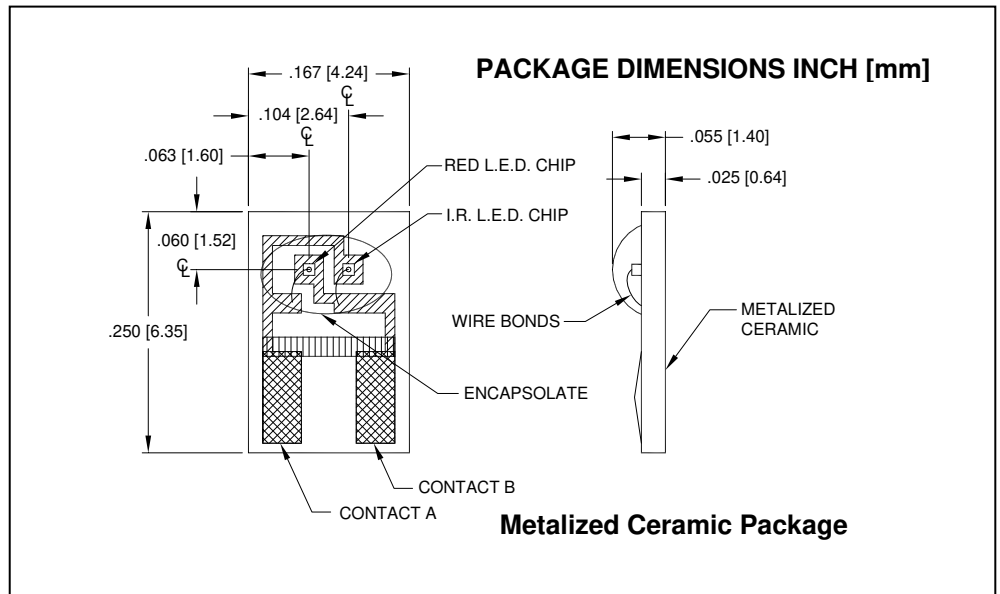 PACKAGE DIMENSIONS INCH [mm]
.167 [4.24]
℄
.104 [2.64]
℄
.063 [1.60]
.055 [1.40]
RED L.E.D. CHIP
.025 [0.64]
I.R. L.E.D. CHIP
.060 [1.52]
℄
WIRE BONDS
METALIZED
CERAMIC
.250 [6.35]
ENCAPSOLATE
CONTACT B
CONTACT A
Metalized Ceramic Package